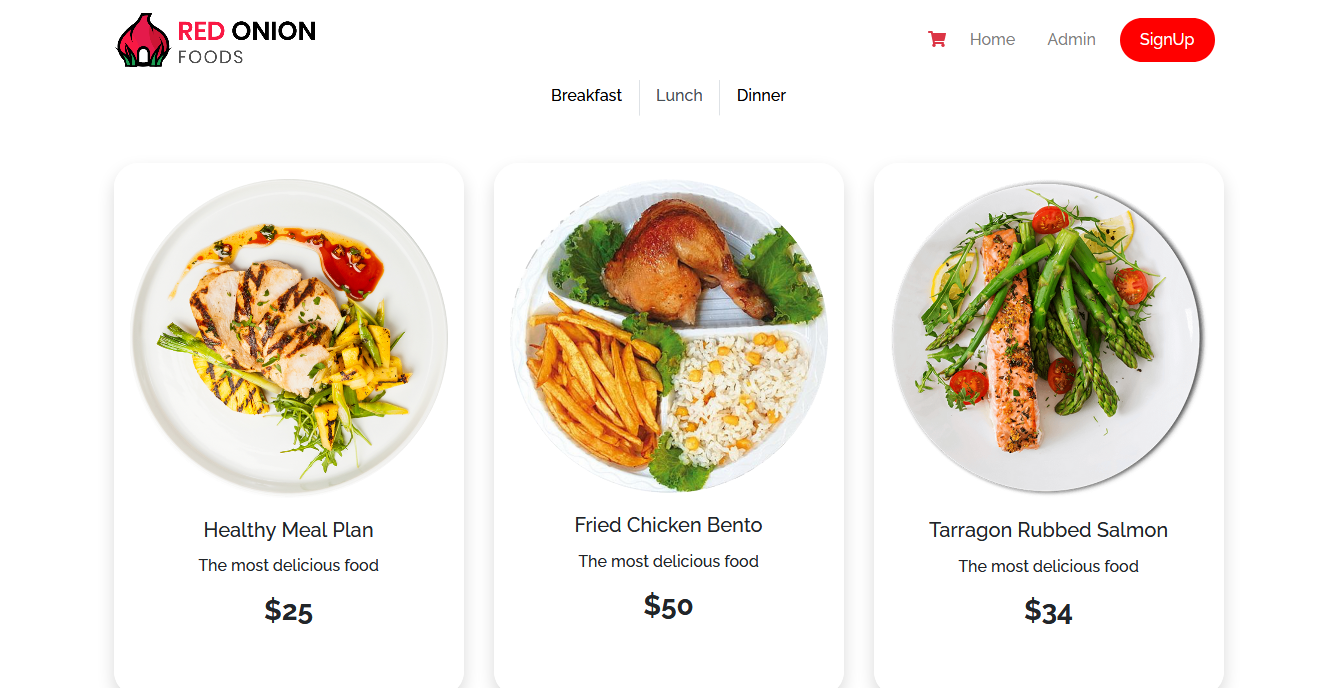 RED ONION
FOODS
Home
Admin
SignUp
Breakfast
Lunch
Dinner
Healthy Meal Plan
The most delicious food
$25
Fried Chicken Bento
The most delicious food
$50
Tarragon Rubbed Salmon
The most delicious food
$34